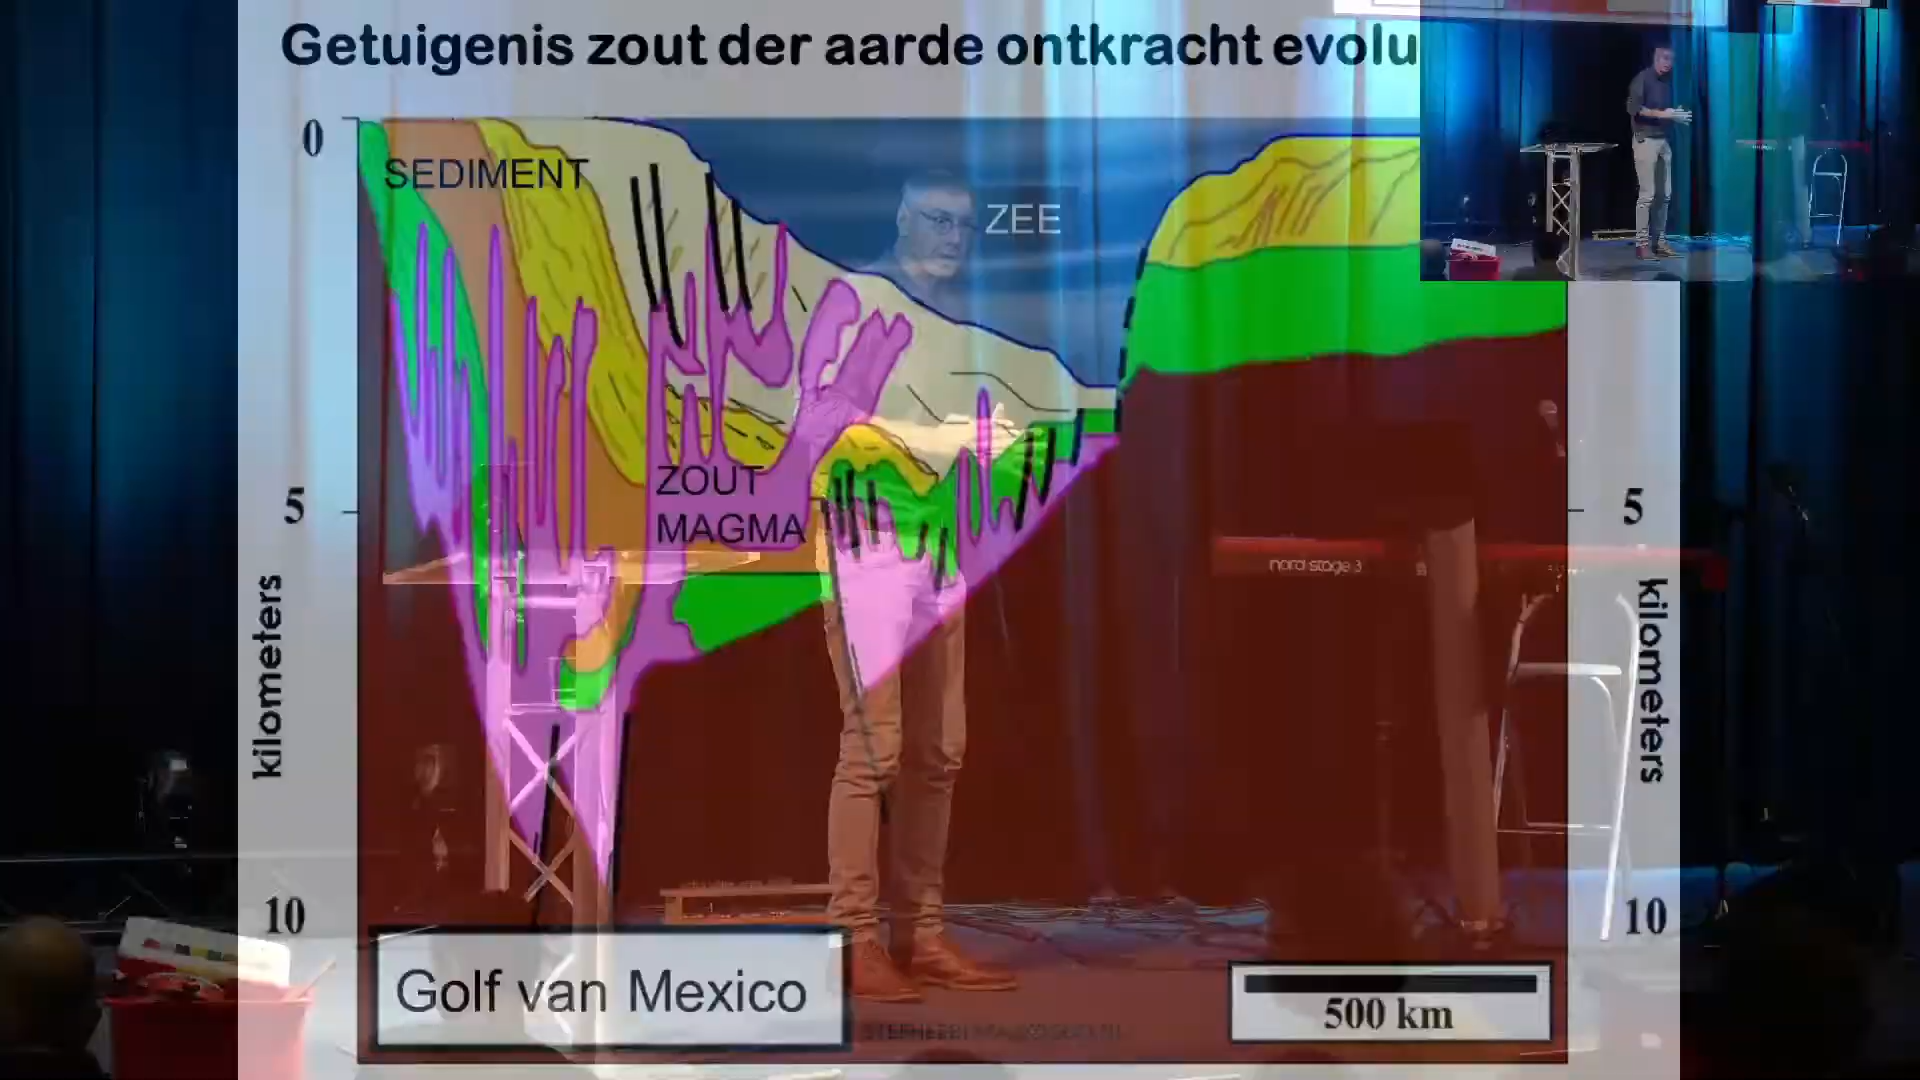 Getuigenis zout der aarde ontkracht evolu
0
SEDIMENT
ZEE
5
ZOUT
MAGMA
5
nord stage 3
kilometers
kilometers
10
10
Golf van Mexico
500 km